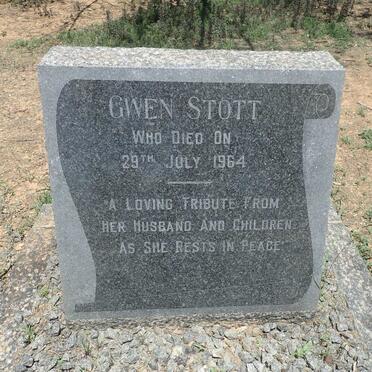 GWEN STOTT
WHO DIED ON
29TH JULY 1964
A LOVING TRIBUTE FROM
HER HUSBAND AND CHILDREN
AS SHE RESTS IN PEACE